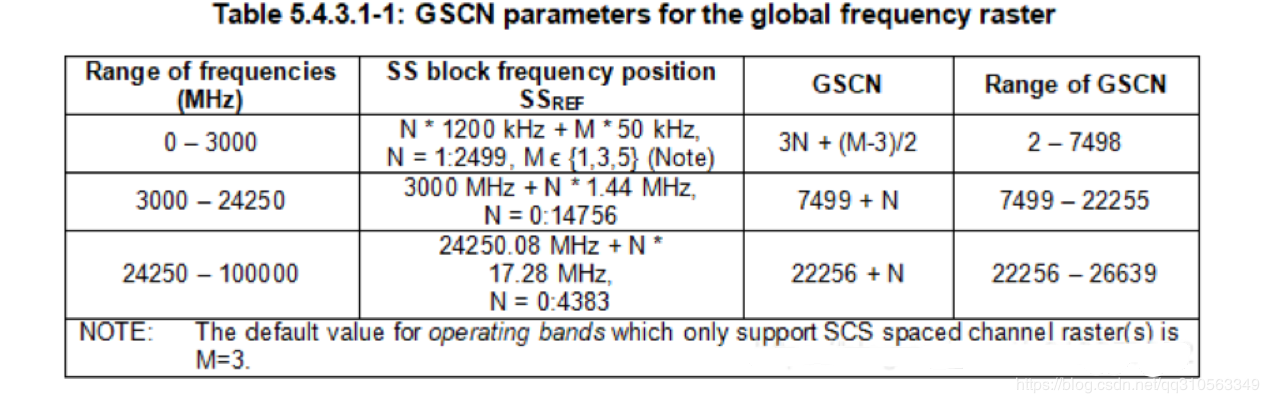 Table 5.4.3.1-1: GSCN parameters for the global frequency raster
Range of frequencies (MHz) SS block frequency position SSREF GSCN Range of GSCN
0 – 3000 N * 1200 kHz + M * 50 kHz, N = 1:2499, M ϵ {1,3,5} (Note) 3N + (M-3)/2 2 – 7498
3000 – 24250 3000 MHz + N * 1.44 MHz, N = 0:14756 7499 + N 7499 – 22255
24250 – 100000 24250.08 MHz + N * 17.28 MHz, N = 0:4383 22256 + N 22256 – 26639
NOTE: The default value for operating bands which only support SCS spaced channel raster(s) is
M=3.
https://blog.csdn.net/qq310563349